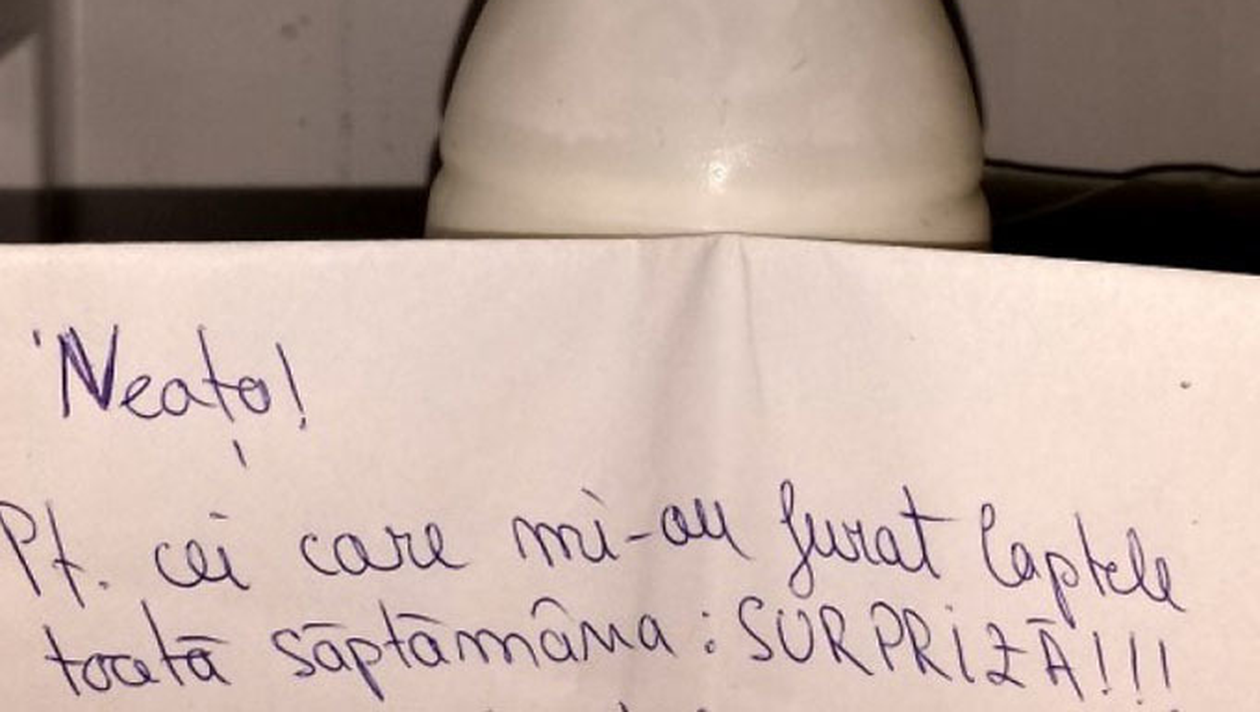 'Neața!
Pt. cei care mi-au furat laptele
toată săptămâna: SURPRIZĂ!!!